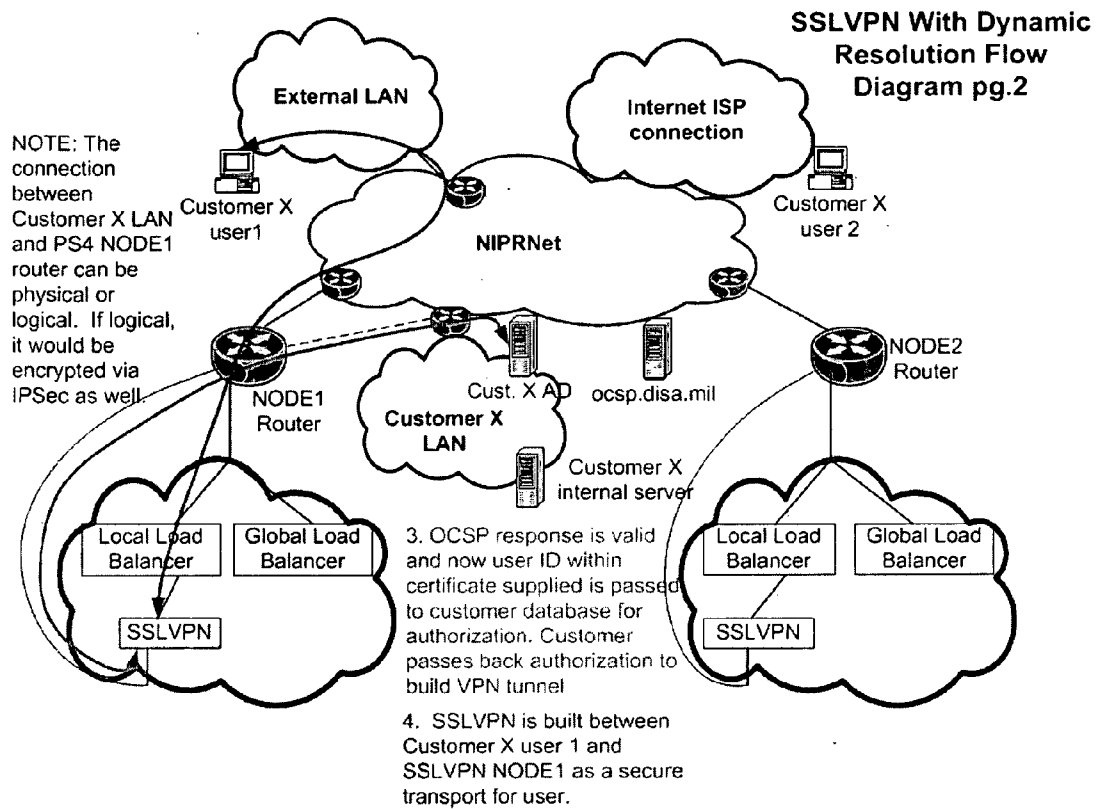 SSLVPN With Dynamic
Resolution Flow
Diagram pg.2
External LAN
Internet ISP
connection
NOTE: The
connection
between
Customer X LAN
and PS4 NODE1
router can be
physical or
logical. If logical,
it would be
encrypted via
IPSec as well.
Customer X
user1
Customer X
user 2
NIPRNet
NODE1
Router
Cust. X AD
ocsp.disa.mil
NODE2
Router
Customer X
LAN
Customer X
internal server
Local Load
Balancer
Global Load
Balancer
SSLVPN
3. OCSP response is valid
and now user ID within
certificate supplied is passed
to customer database for
authorization. Customer
passes back authorization to
build VPN tunnel
4. SSLVPN is built between
Customer X user 1 and
SSLVPN NODE1 as a secure
transport for user.
Local Load
Balancer
Global Load
Balancer
SSLVPN